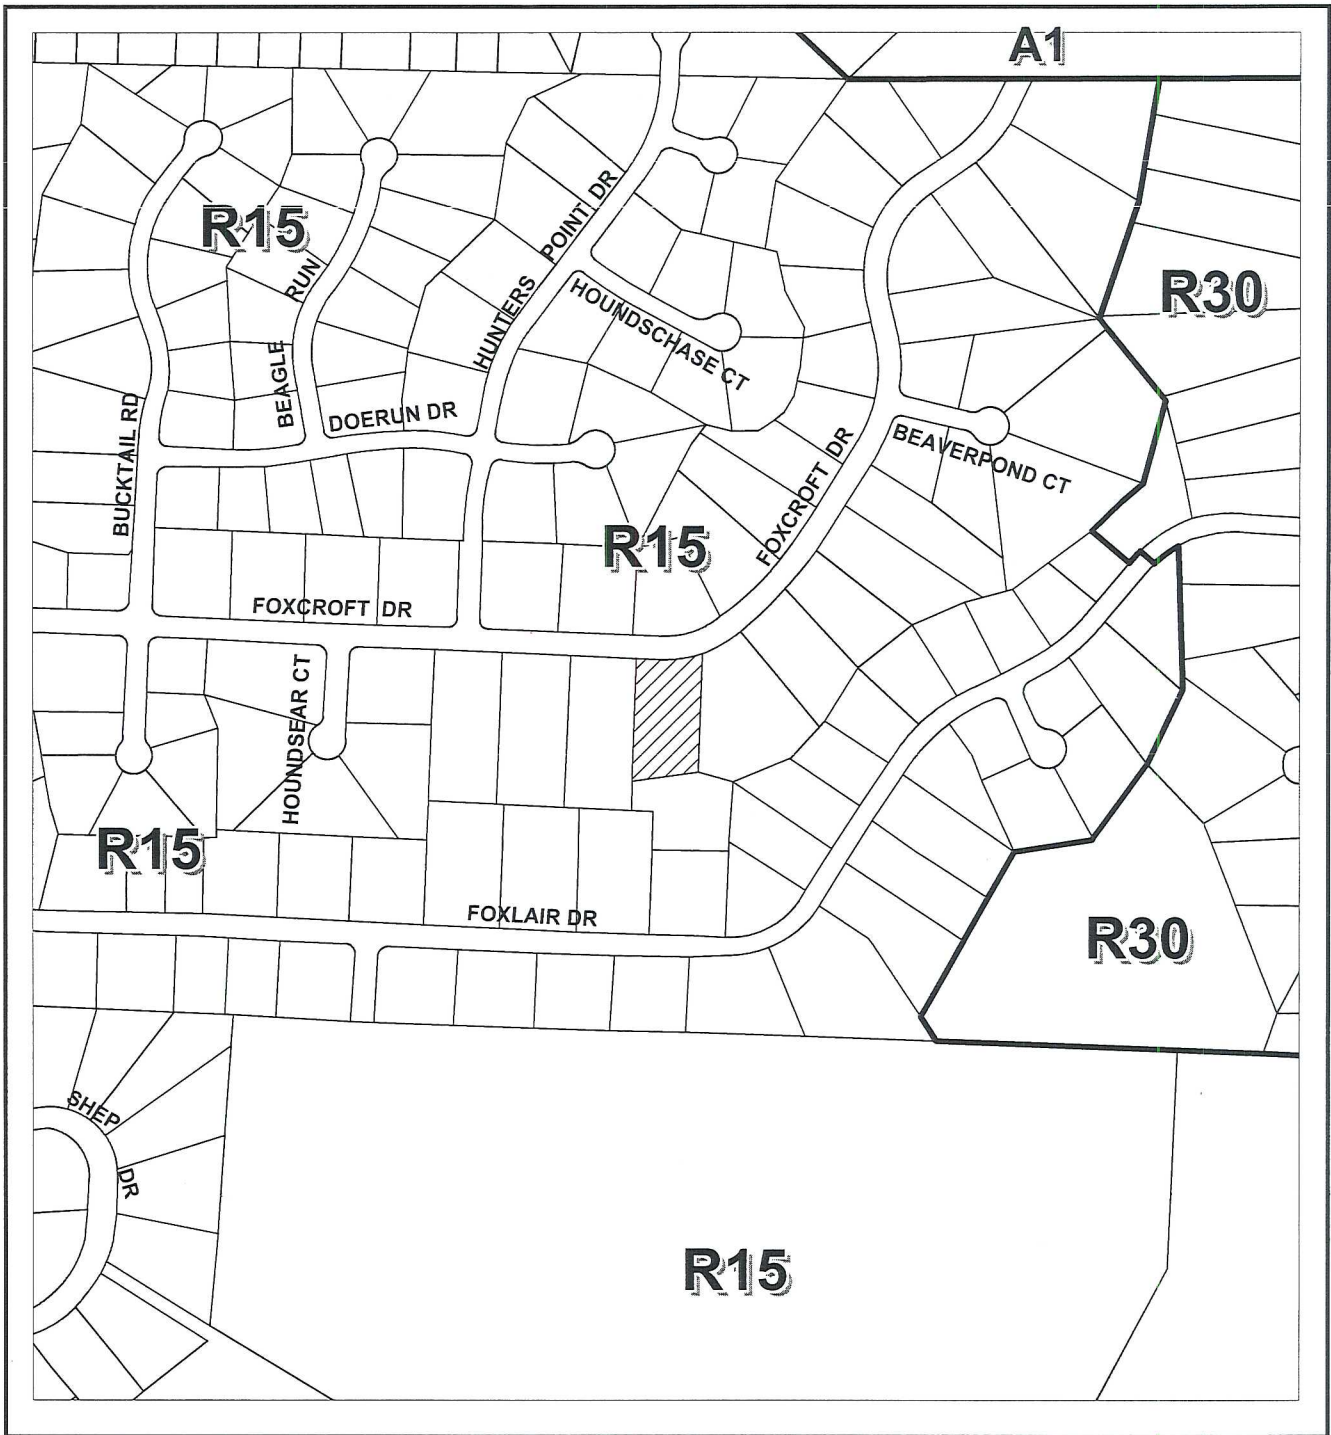 A1
R15
R30
POINT DR
HUNTERS
RUN
BEAGLE
HOUNDSCHASE CT
BUCKTAIL RD
DOERUN DR
FOXCROFT DR
BEAVERPOND CT
R15
FOXCROFT DR
HOUNDSEAR CT
R15
FOXLAIR DR
R30
SHEP
DR
R15